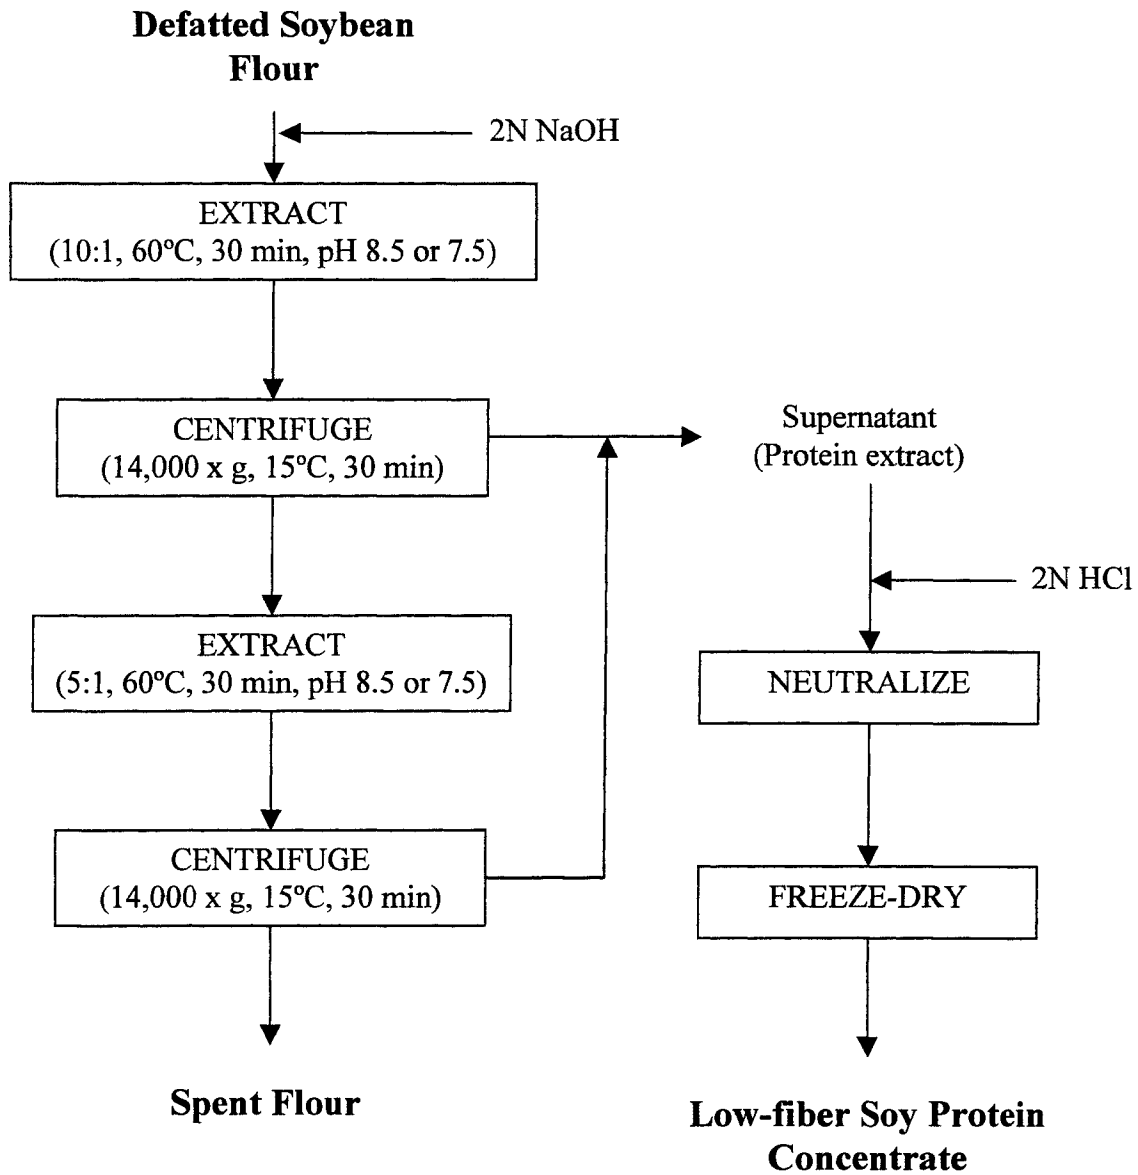 Defatted Soybean
Flour
2N NaOH
EXTRACT
(10:1, 60ºC, 30 min, pH 8.5 or 7.5)
CENTRIFUGE
(14,000 x g, 15ºC, 30 min)
Supernatant
(Protein extract)
2N HCl
EXTRACT
(5:1, 60ºC, 30 min, pH 8.5 or 7.5)
NEUTRALIZE
CENTRIFUGE
(14,000 x g, 15ºC, 30 min)
FREEZE-DRY
Spent Flour
Low-fiber Soy Protein
Concentrate